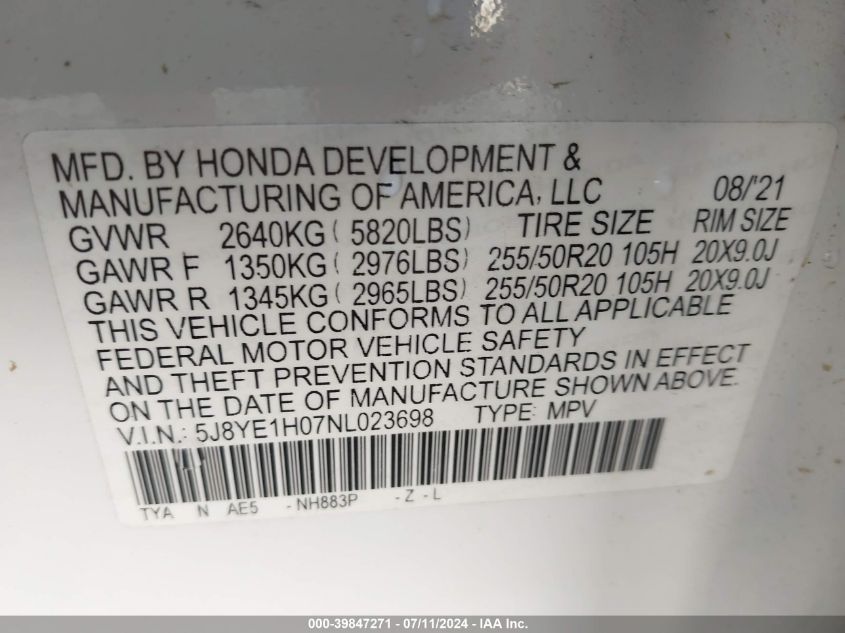 MFD. BY HONDA DEVELOPMENT &
MANUFACTURING OF AMERICA, LLC 08/'21
GVWR 2640KG ( 5820LBS) TIRE SIZE RIM SIZE
GAWR F 1350KG ( 2976LBS) 255/50R20 105H 20X9.0J
GAWR R 1345KG ( 2965LBS) 255/50R20 105H 20X9.0J
THIS VEHICLE CONFORMS TO ALL APPLICABLE
FEDERAL MOTOR VEHICLE SAFETY
AND THEFT PREVENTION STANDARDS IN EFFECT
ON THE DATE OF MANUFACTURE SHOWN ABOVE.
V.I.N.: 5J8YE1H07NL023698 TYPE: MPV
TYA N AE5 - NH883P - Z - L
000-39847271 - 07/11/2024 - IAA Inc.